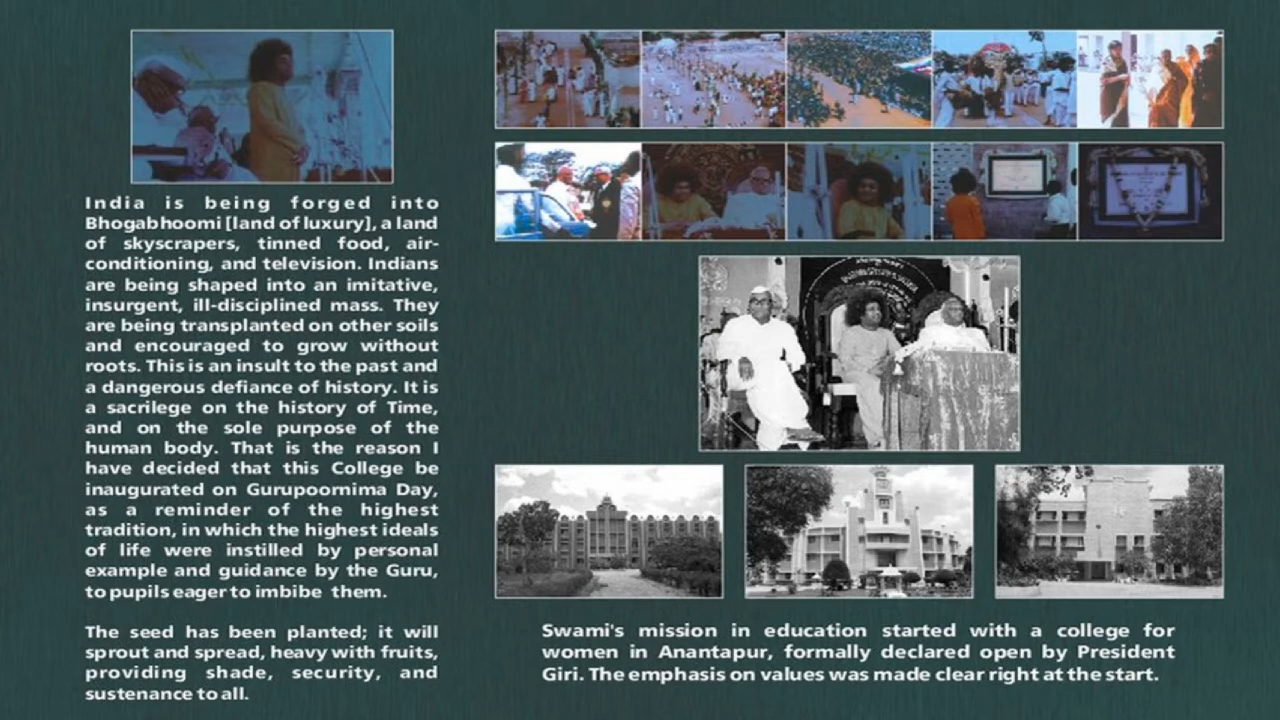 India is being forged into
Bhogabhoomi [land of luxury], a land
of skyscrapers, tinned food, air-
conditioning, and television. Indians
are being shaped into an imitative,
insurgent, ill-disciplined mass. They
are being transplanted on other soils
and encouraged to grow without
roots. This is an insult to the past and
a dangerous defiance of history. It is
a sacrilege on the history of Time,
and on the sole purpose of the
human body. That is the reason I
have decided that this College be
inaugurated on Gurupoornima Day,
as a reminder of the highest
tradition, in which the highest ideals
of life were instilled by personal
example and guidance by the Guru,
to pupils eager to imbibe them.
The seed has been planted; it will
sprout and spread, heavy with fruits,
providing shade, security, and
sustenance to all.
Swami's mission in education started with a college for
women in Anantapur, formally declared open by President
Giri. The emphasis on values was made clear right at the start.